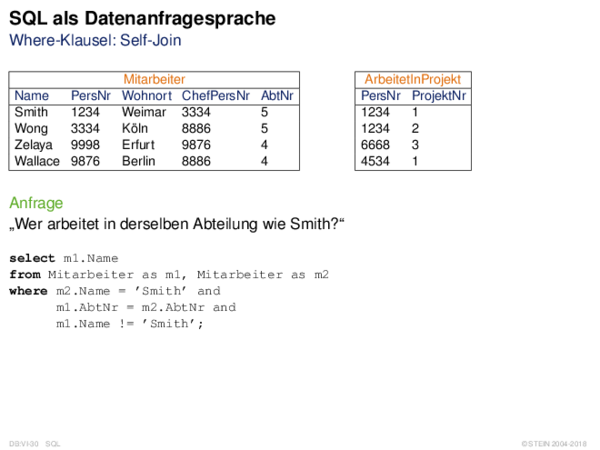 SQL als Datenanfragesprache
Where-Klausel: Self-Join
Mitarbeiter
Name PersNr Wohnort ChefPersNr AbtNr
Smith 1234 Weimar 3334 5
Wong 3334 Köln 8886 5
Zelaya 9998 Erfurt 9876 4
Wallace 9876 Berlin 8886 4
ArbeitetInProjekt
PersNr ProjektNr
1234 1
1234 2
6668 3
4534 1
Anfrage
„Wer arbeitet in derselben Abteilung wie Smith?“
select m1.Name
from Mitarbeiter as m1, Mitarbeiter as m2
where m2.Name = ’Smith’ and
m1.AbtNr = m2.AbtNr and
m1.Name != ’Smith’;
DB:VI-30 SQL
© STEIN 2004-2018